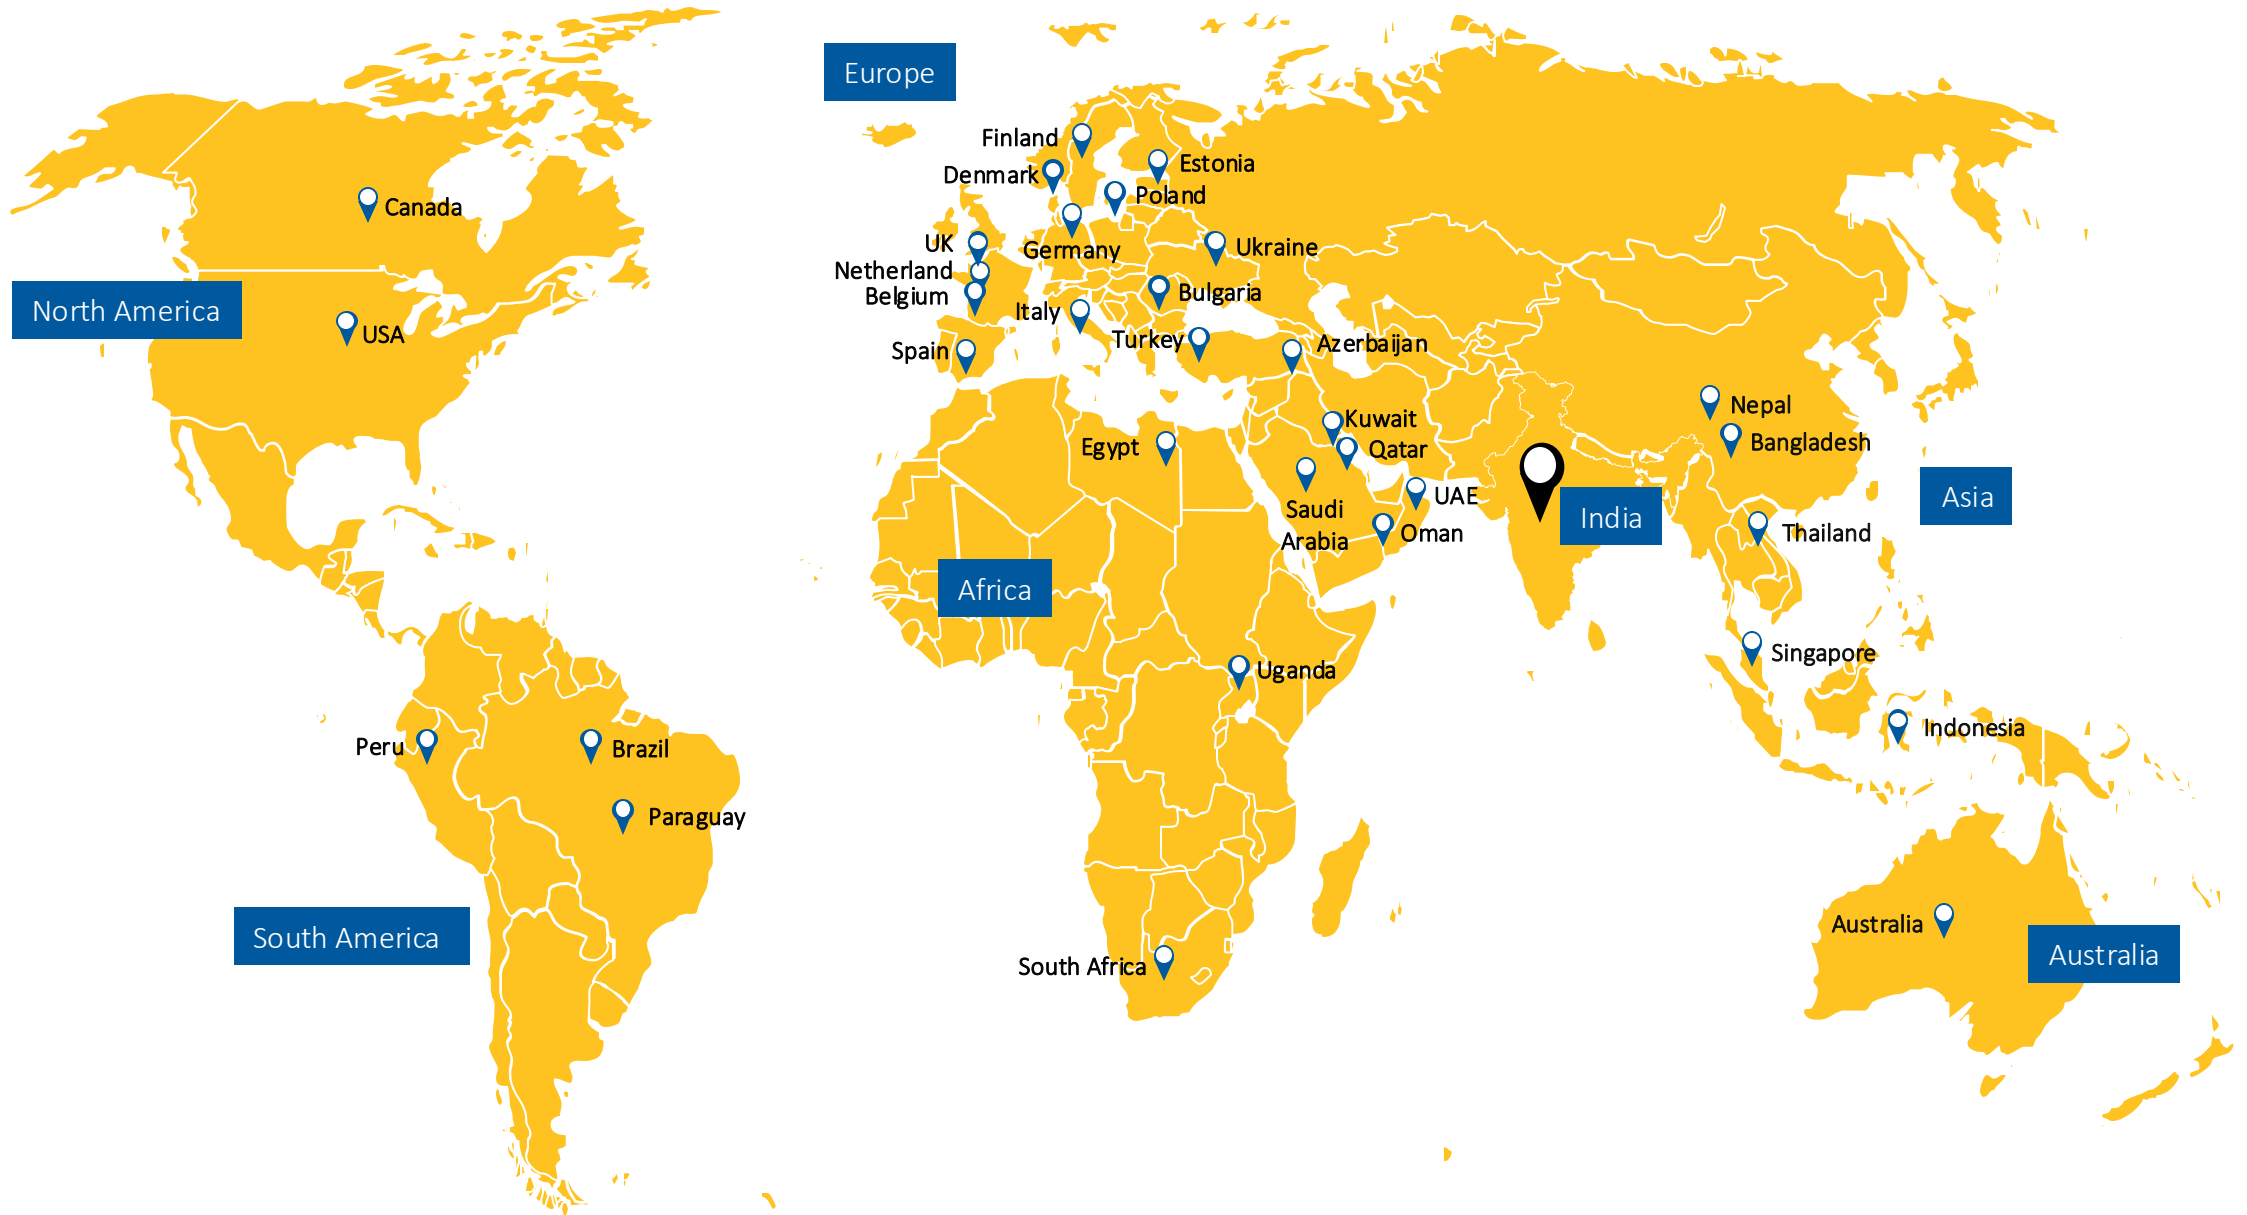 Europe
Finland
Denmark
Estonia
Poland
Canada
UK
Germany
Ukraine
Netherland
Belgium
Bulgaria
North America
Italy
USA
Turkey
Azerbaijan
Spain
Nepal
Kuwait
Bangladesh
Egypt
Qatar
Asia
UAE
Saudi
Arabia
India
Oman
Thailand
Africa
Singapore
Uganda
Indonesia
Peru
Brazil
Paraguay
Australia
South America
Australia
South Africa